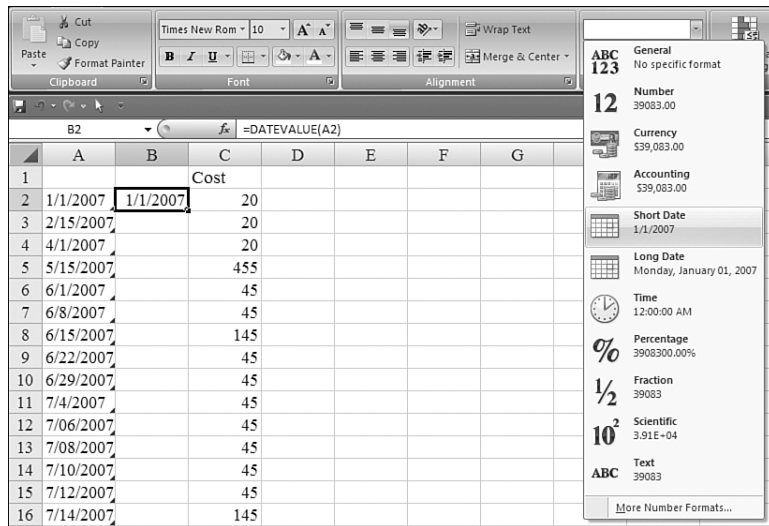 Cut
Copy
Format Painter
Paste
Clipboard
Times New Rom 10 A A
B I U A
Font
Wrap Text
Merge & Center
Alignment
B2 fx =DATEVALUE(A2)
A B C D E F G
1 Cost
2 1/1/2007 1/1/2007 20
3 2/15/2007 20
4 4/1/2007 20
5 5/15/2007 455
6 6/1/2007 45
7 6/8/2007 45
8 6/15/2007 145
9 6/22/2007 45
10 6/29/2007 45
11 7/4/2007 45
12 7/06/2007 45
13 7/08/2007 45
14 7/10/2007 45
15 7/12/2007 45
16 7/14/2007 145
ABC 123
General
No specific format
12
Number
39083.00
Currency
$39,083.00
Accounting
$39,083.00
Short Date
1/1/2007
Long Date
Monday, January 01, 2007
Time
12:00:00 AM
%
Percentage
3908300.00%
½
Fraction
39083
10²
Scientific
3.91E+04
ABC
Text
39083
More Number Formats...